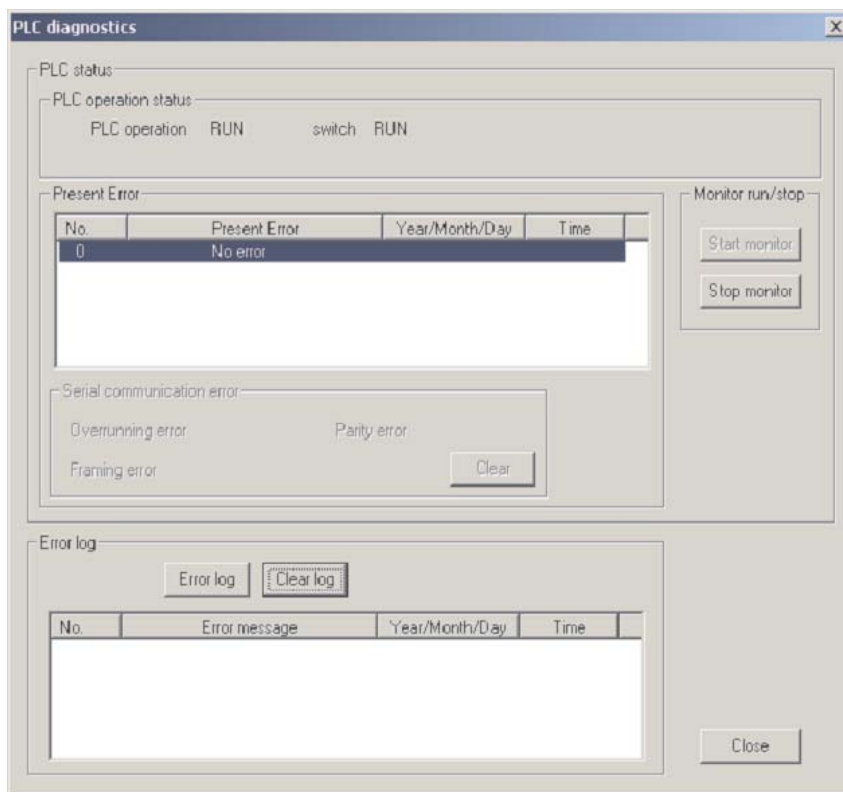 PLC diagnostics
PLC status
PLC operation status
PLC operation RUN switch RUN
Present Error
No. Present Error Year/Month/Day Time
0 No error
Monitor run/stop
Start monitor
Stop monitor
Serial communication error
Overrunning error Parity error
Framing error Clear
Error log
Error log Clear log
No. Error message Year/Month/Day Time
Close